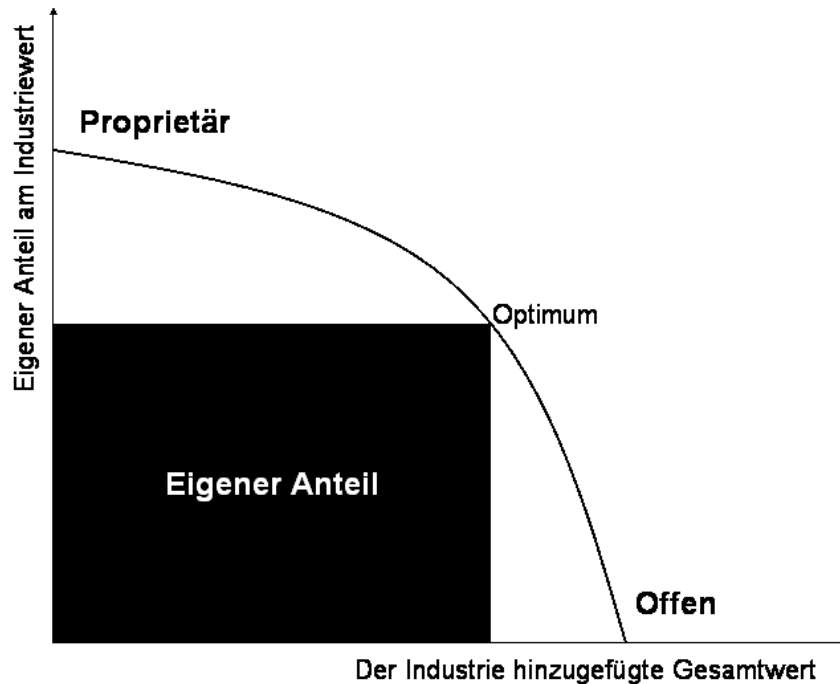 Eigener Anteil am Industriewert
Proprietär
Optimum
Eigener Anteil
Offen
Der Industrie hinzugefügte Gesamtwert